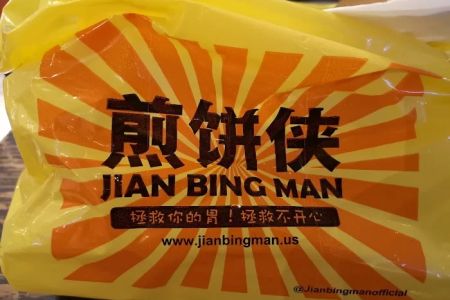 煎饼侠
JIAN BING MAN
拯救你的胃！拯救不开心
www.jianbingman.us
@Jianbingmanofficial